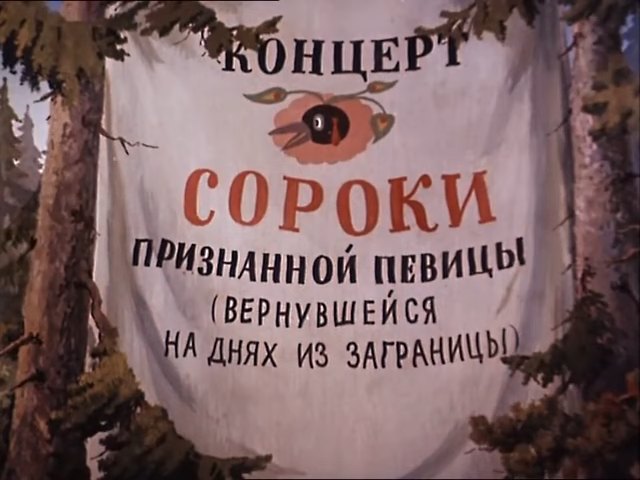 КОНЦЕРТ
СОРОКИ
ПРИЗНАННОЙ ПЕВИЦЫ
(ВЕРНУВШЕЙСЯ
НА ДНЯХ ИЗ ЗАГРАНИЦЫ)